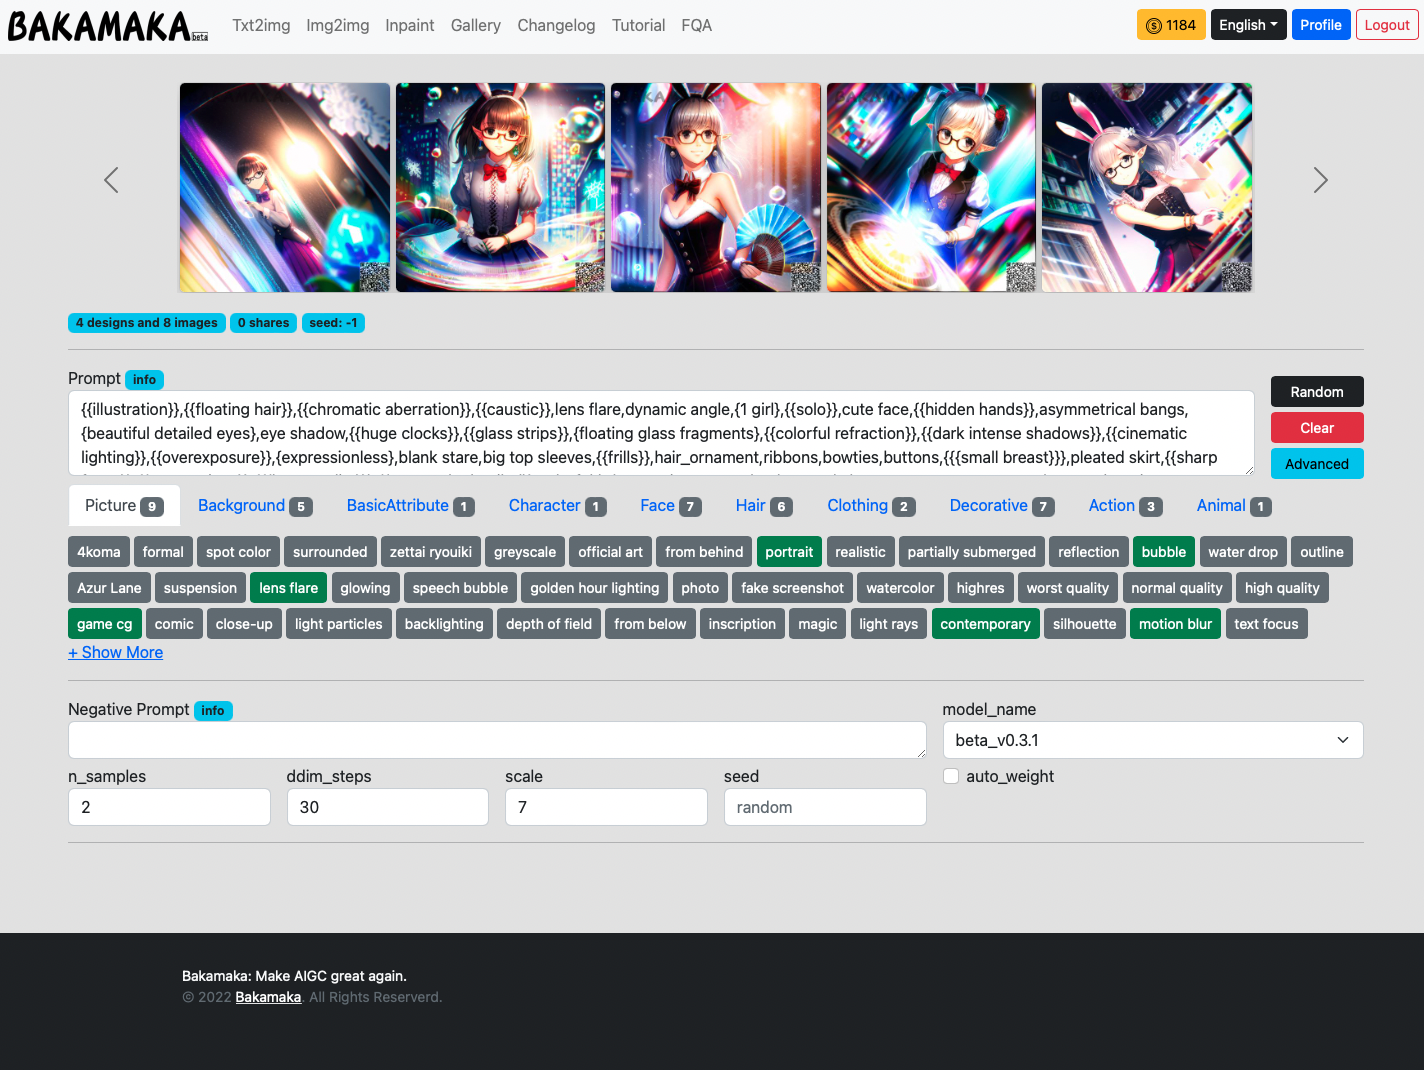 BAKAMAKA beta Txt2img Img2img Inpaint Gallery Changelog Tutorial FQA 1184 English Profile Logout
4 designs and 8 images 0 shares seed: -1
Prompt info
{{illustration}},{{floating hair}},{{chromatic aberration}},{{caustic}},lens flare,dynamic angle,{1 girl},{{solo}},cute face,{{hidden hands}},asymmetrical bangs,
{beautiful detailed eyes},eye shadow,{{huge clocks}},{{glass strips}},{floating glass fragments},{{colorful refraction}},{{dark intense shadows}},{{cinematic
lighting}},{{overexposure}},{expressionless},blank stare,big top sleeves,{{frills}},hair_ornament,ribbons,bowties,buttons,{{{small breast}}},pleated skirt,{{sharp
Random
Clear
Advanced
Picture 9 Background 5 BasicAttribute 1 Character 1 Face 7 Hair 6 Clothing 2 Decorative 7 Action 3 Animal 1
4koma formal spot color surrounded zettai ryouiki greyscale official art from behind portrait realistic partially submerged reflection bubble water drop outline
Azur Lane suspension lens flare glowing speech bubble golden hour lighting photo fake screenshot watercolor highres worst quality normal quality high quality
game cg comic close-up light particles backlighting depth of field from below inscription magic light rays contemporary silhouette motion blur text focus
+ Show More
Negative Prompt info
model_name
beta_v0.3.1
n_samples ddim_steps scale seed auto_weight
2 30 7 random
Bakamaka: Make AIGC great again.
© 2022 Bakamaka. All Rights Reserverd.